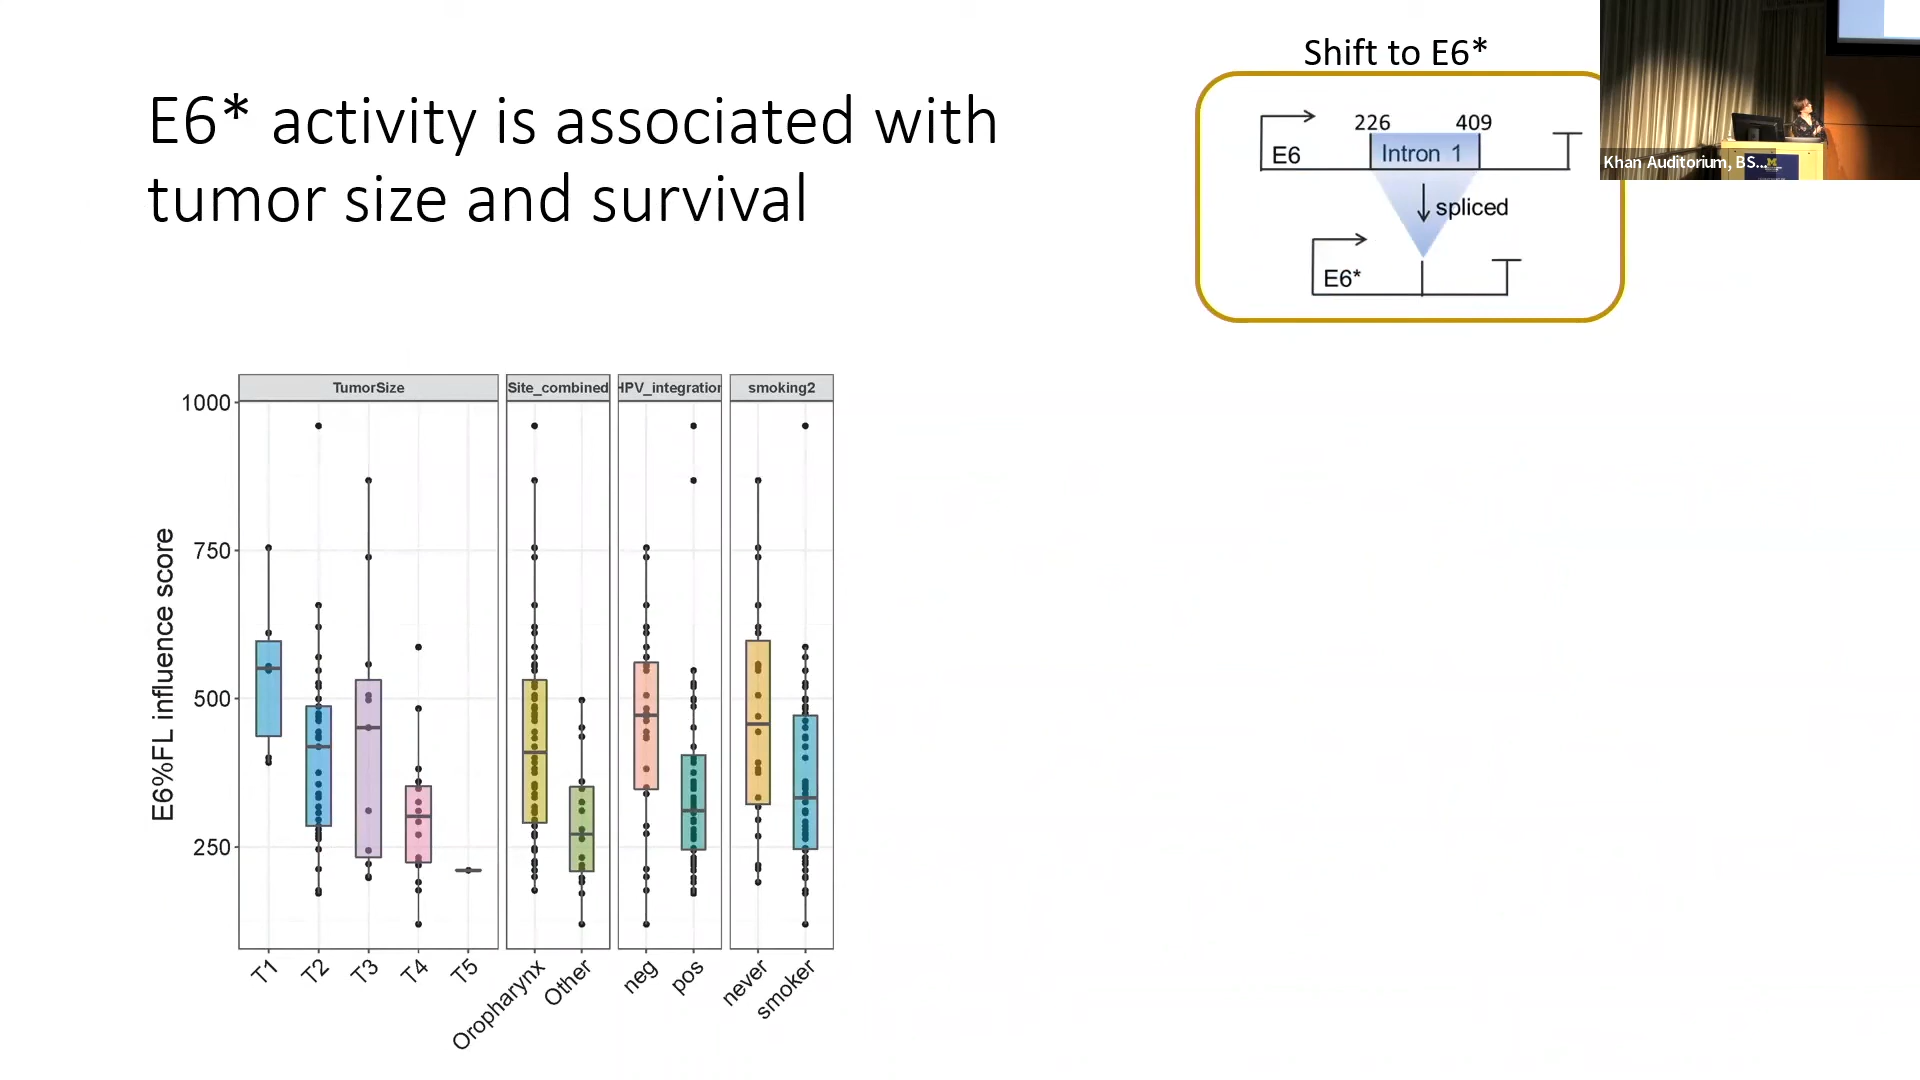 E6* activity is associated with
tumor size and survival
Shift to E6*
226 409
E6
Intron 1
spliced
E6*
Khan Auditorium, BS...
M
TumorSize
Site_combined
HPV_integration
smoking2
E6%FL influence score
1000
750
500
250
T1
T2
T3
T4
T5
Oropharynx
Other
neg
pos
never
smoker